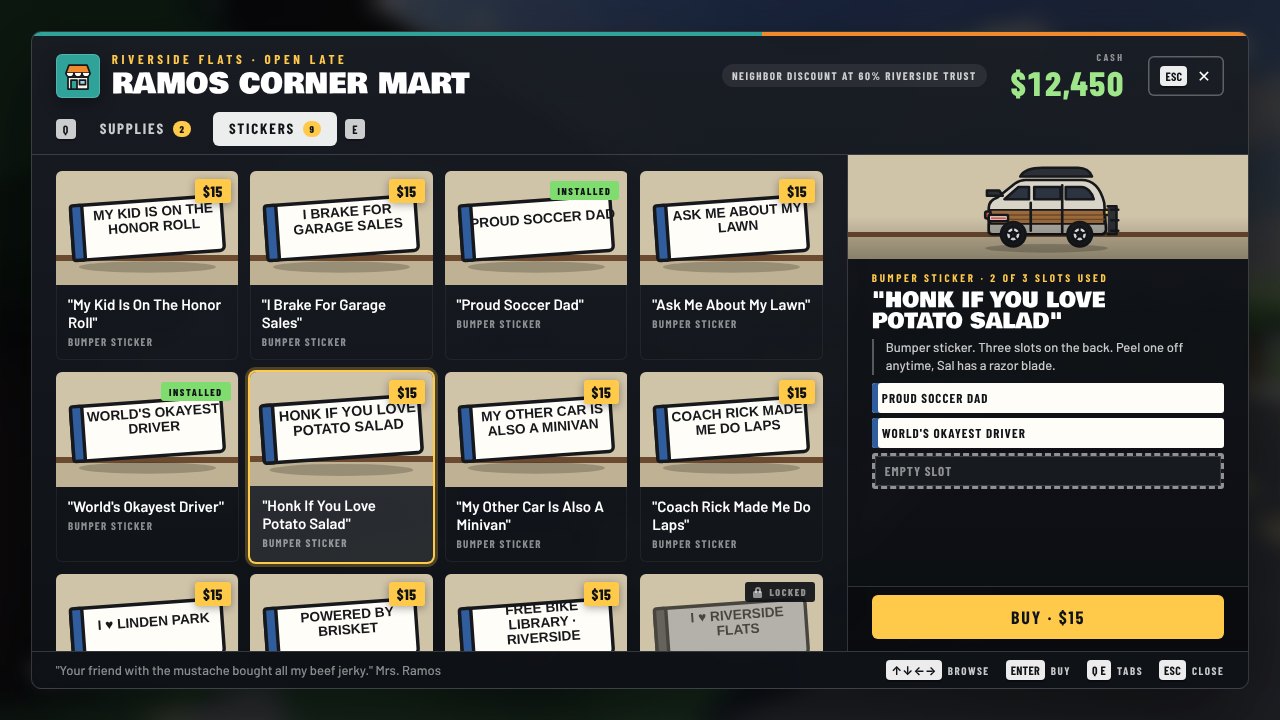 RIVERSIDE FLATS · OPEN LATE
RAMOS CORNER MART
NEIGHBOR DISCOUNT AT 60% RIVERSIDE TRUST
CASH
$12,450
ESC ✕
Q
SUPPLIES 2
STICKERS 9
E
$15
MY KID IS ON THE
HONOR ROLL
"My Kid Is On The Honor
Roll"
BUMPER STICKER
$15
I BRAKE FOR
GARAGE SALES
"I Brake For Garage
Sales"
BUMPER STICKER
INSTALLED
PROUD SOCCER DAD
"Proud Soccer Dad"
BUMPER STICKER
$15
ASK ME ABOUT MY
LAWN
"Ask Me About My Lawn"
BUMPER STICKER
INSTALLED
WORLD'S OKAYEST
DRIVER
"World's Okayest Driver"
BUMPER STICKER
$15
HONK IF YOU LOVE
POTATO SALAD
"Honk If You Love
Potato Salad"
BUMPER STICKER
$15
MY OTHER CAR IS
ALSO A MINIVAN
"My Other Car Is Also A
Minivan"
BUMPER STICKER
$15
COACH RICK MADE
ME DO LAPS
"Coach Rick Made Me Do
Laps"
BUMPER STICKER
$15
I ♥ LINDEN PARK
$15
POWERED BY
BRISKET
$15
FREE BIKE
LIBRARY ·
RIVERSIDE
LOCKED
I ♥ RIVERSIDE
FLATS
BUMPER STICKER · 2 OF 3 SLOTS USED
"HONK IF YOU LOVE
POTATO SALAD"
Bumper sticker. Three slots on the back. Peel one off
anytime, Sal has a razor blade.
PROUD SOCCER DAD
WORLD'S OKAYEST DRIVER
EMPTY SLOT
BUY · $15
"Your friend with the mustache bought all my beef jerky." Mrs. Ramos
↑↓←→ BROWSE
ENTER BUY
Q E TABS
ESC CLOSE